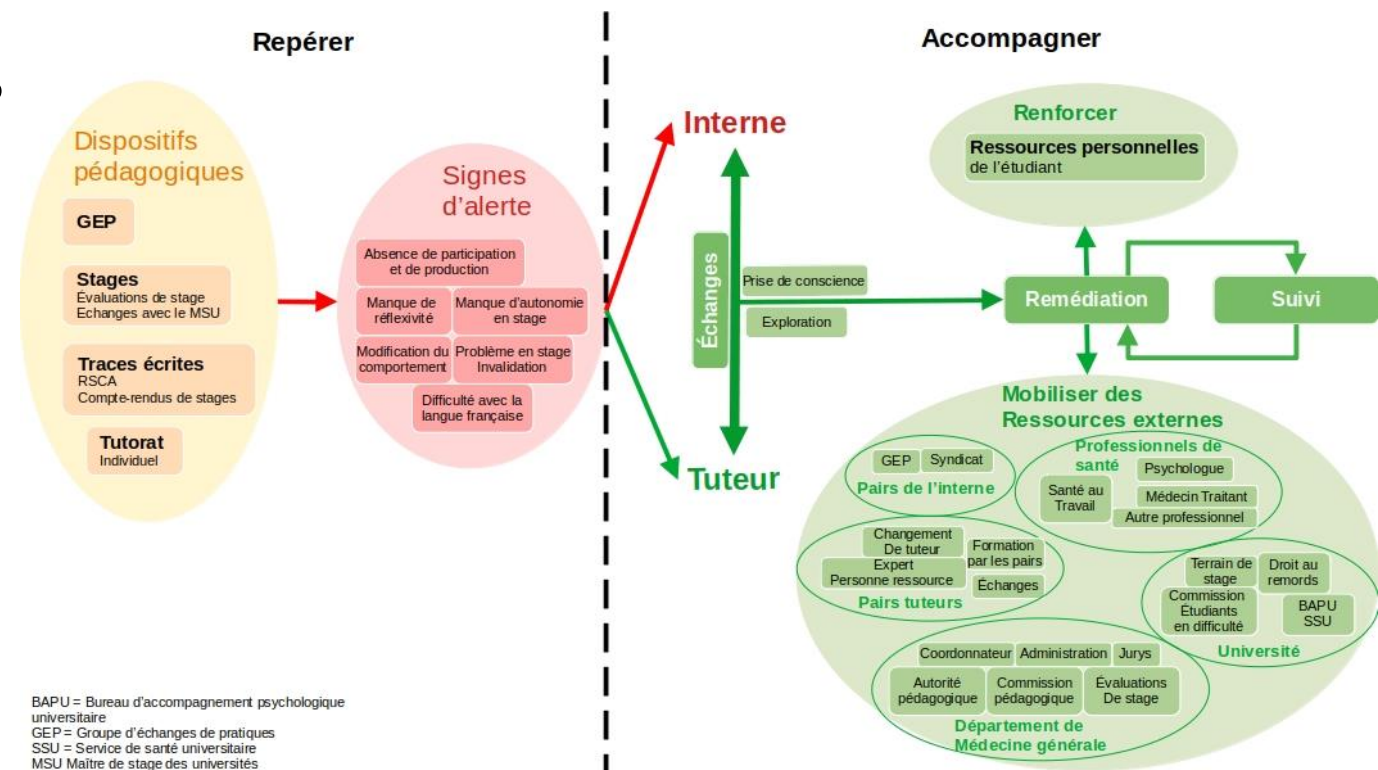 Repérer
Accompagner
Dispositifs
pédagogiques
GEP
Stages
Évaluations de stage
Echanges avec le MSU
Traces écrites
RSCA
Compte-rendus de stages
Tutorat
Individuel
Signes
d'alerte
Absence de participation
et de production
Manque de
réflexivité
Manque d'autonomie
en stage
Modification du
comportement
Problème en stage
Invalidation
Difficulté avec la
langue française
Interne
Échanges
Prise de conscience
Exploration
Tuteur
Renforcer
Ressources personnelles
de l'étudiant
Remédiation
Suivi
Mobiliser des
Ressources externes
GEP
Syndicat
Pairs de l'interne
Professionnels de
santé
Psychologue
Santé au
Travail
Médecin Traitant
Autre professionnel
Changement
De tuteur
Formation
par les pairs
Expert
Personne ressource
Échanges
Pairs tuteurs
Terrain de
stage
Droit au
remords
Commission
Étudiants
en difficulté
BAPU
SSU
Université
Coordonnateur
Administration
Jurys
Autorité
pédagogique
Commission
pédagogique
Évaluations
De stage
Département de
Médecine générale
BAPU = Bureau d'accompagnement psychologique
universitaire
GEP = Groupe d'échanges de pratiques
SSU = Service de santé universitaire
MSU Maître de stage des universités